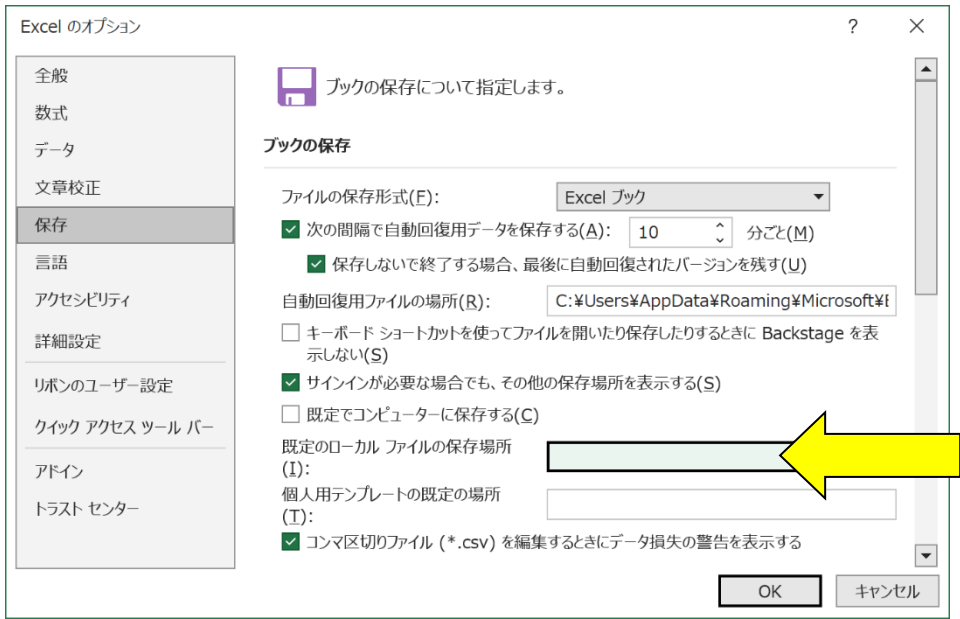 Excel のオプション
?
全般
数式
データ
文章校正
保存
言語
アクセシビリティ
詳細設定
リボンのユーザー設定
クイック アクセス ツール バー
アドイン
トラスト センター
ブックの保存について指定します。
ブックの保存
ファイルの保存形式(F): Excel ブック
次の間隔で自動回復用データを保存する(A): 10 分ごと(M)
保存しないで終了する場合、最後に自動回復されたバージョンを残す(U)
自動回復用ファイルの場所(R): C:¥Users¥AppData¥Roaming¥Microsoft¥E
キーボード ショートカットを使ってファイルを開いたり保存したりするときに Backstage を表
示しない(S)
サインインが必要な場合でも、その他の保存場所を表示する(S)
既定でコンピューターに保存する(C)
既定のローカル ファイルの保存場所
(I):
個人用テンプレートの既定の場所
(T):
コンマ区切りファイル (*.csv) を編集するときにデータ損失の警告を表示する
OK
キャンセル